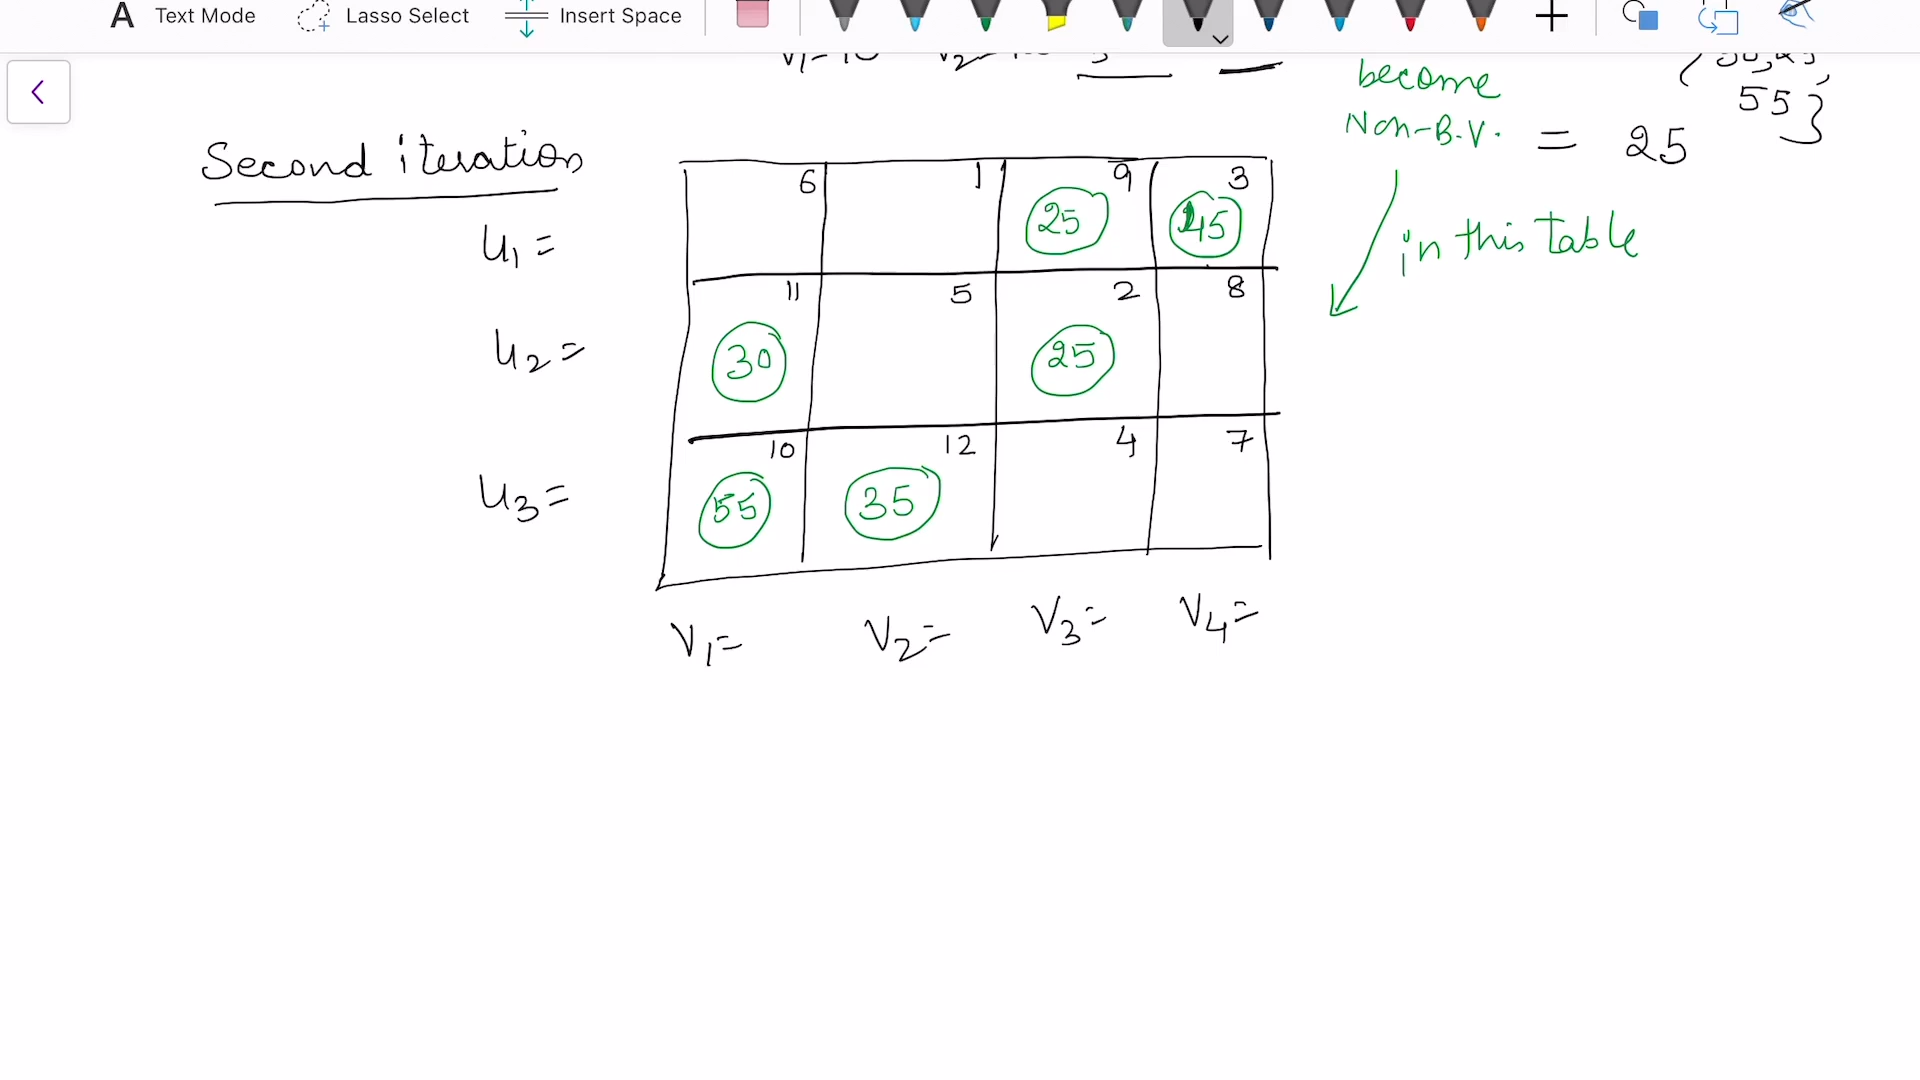 A Text Mode Lasso Select Insert Space
become
55}
Non-B.V. = 25
Second iteration
6 1 9 3
25 45
u1 =
in this table
11 5 2 8
u2 =
30 25
10 12 4 7
u3 =
55 35
V1 = V2 = V3 = V4 =